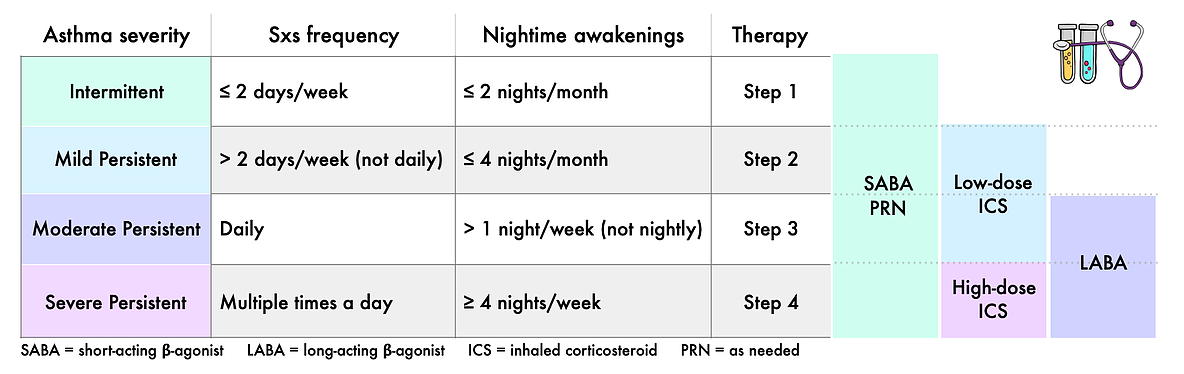 Asthma severity Sxs frequency Nightime awakenings Therapy
Intermittent ≤ 2 days/week ≤ 2 nights/month Step 1
Mild Persistent > 2 days/week (not daily) ≤ 4 nights/month Step 2
Moderate Persistent Daily > 1 night/week (not nightly) Step 3
Severe Persistent Multiple times a day ≥ 4 nights/week Step 4
SABA
PRN
Low-dose
ICS
High-dose
ICS
LABA
SABA = short-acting β-agonist LABA = long-acting β-agonist ICS = inhaled corticosteroid PRN = as needed